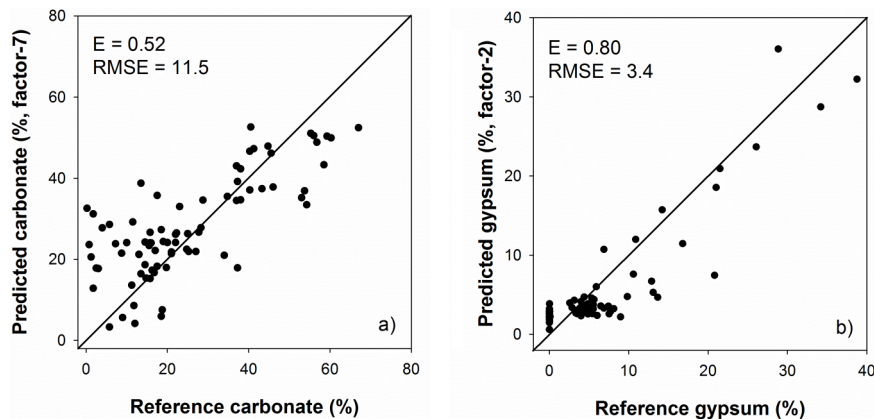 80
60
40
20
0
Predicted carbonate (%, factor-7)
E = 0.52
RMSE = 11.5
a)
0 20 40 60 80
Reference carbonate (%)
40
30
20
10
0
Predicted gypsum (%, factor-2)
E = 0.80
RMSE = 3.4
b)
0 10 20 30 40
Reference gypsum (%)